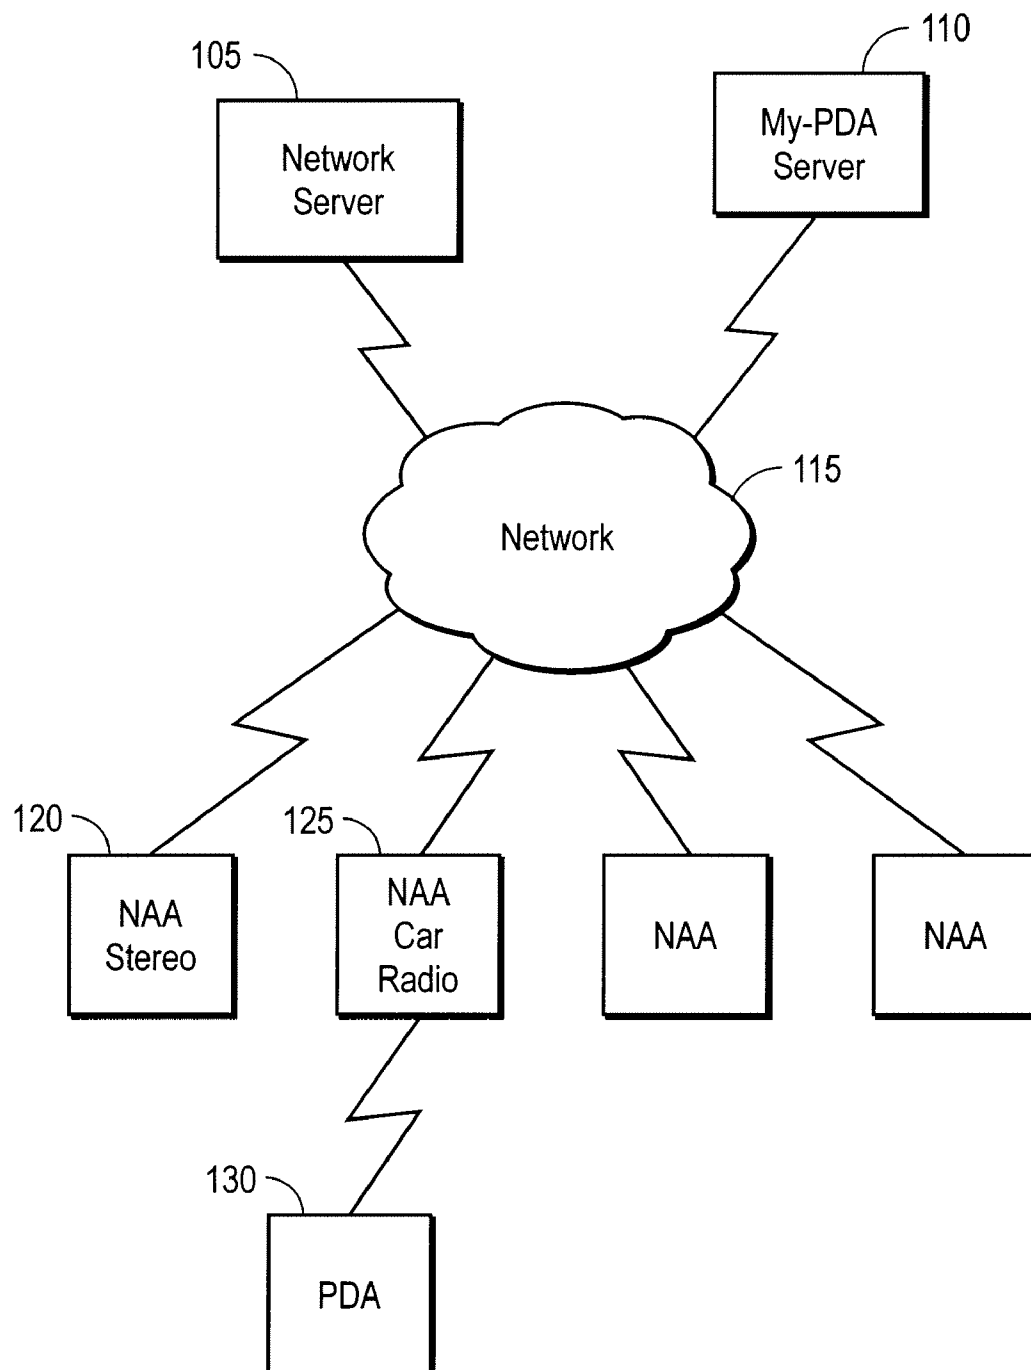 110
105
My-PDA
Server
Network
Server
115
Network
120
125
NAA
Stereo
NAA
Car
Radio
NAA
NAA
130
PDA